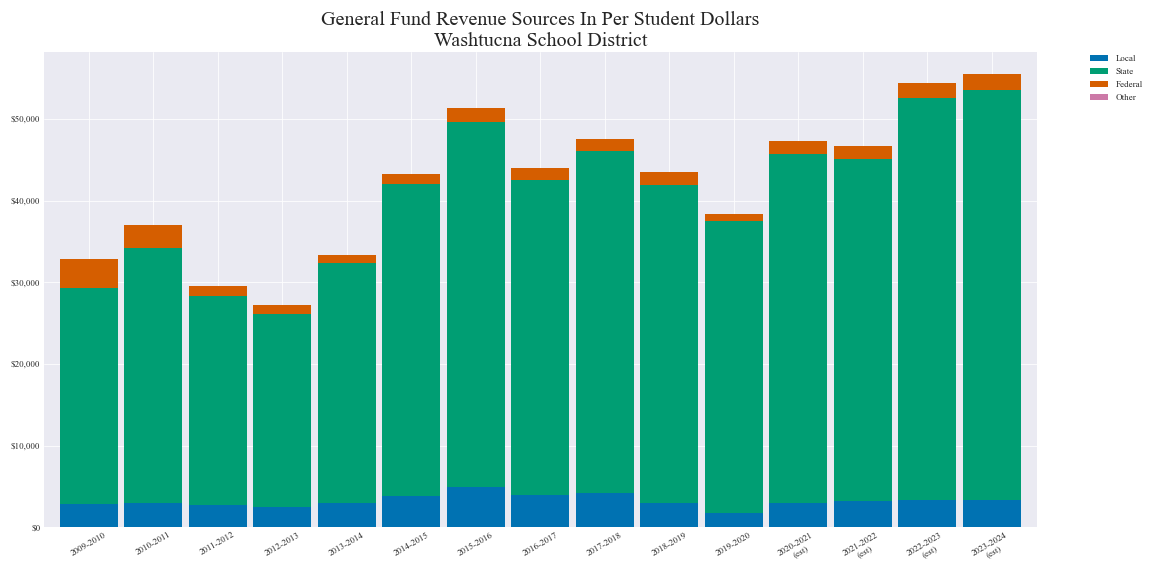 General Fund Revenue Sources In Per Student Dollars
Washtucna School District
Local
State
Federal
Other
$50,000
$40,000
$30,000
$20,000
$10,000
$0
2009-2010
2010-2011
2011-2012
2012-2013
2013-2014
2014-2015
2015-2016
2016-2017
2017-2018
2018-2019
2019-2020
2020-2021
(est)
2021-2022
(est)
2022-2023
(est)
2023-2024
(est)